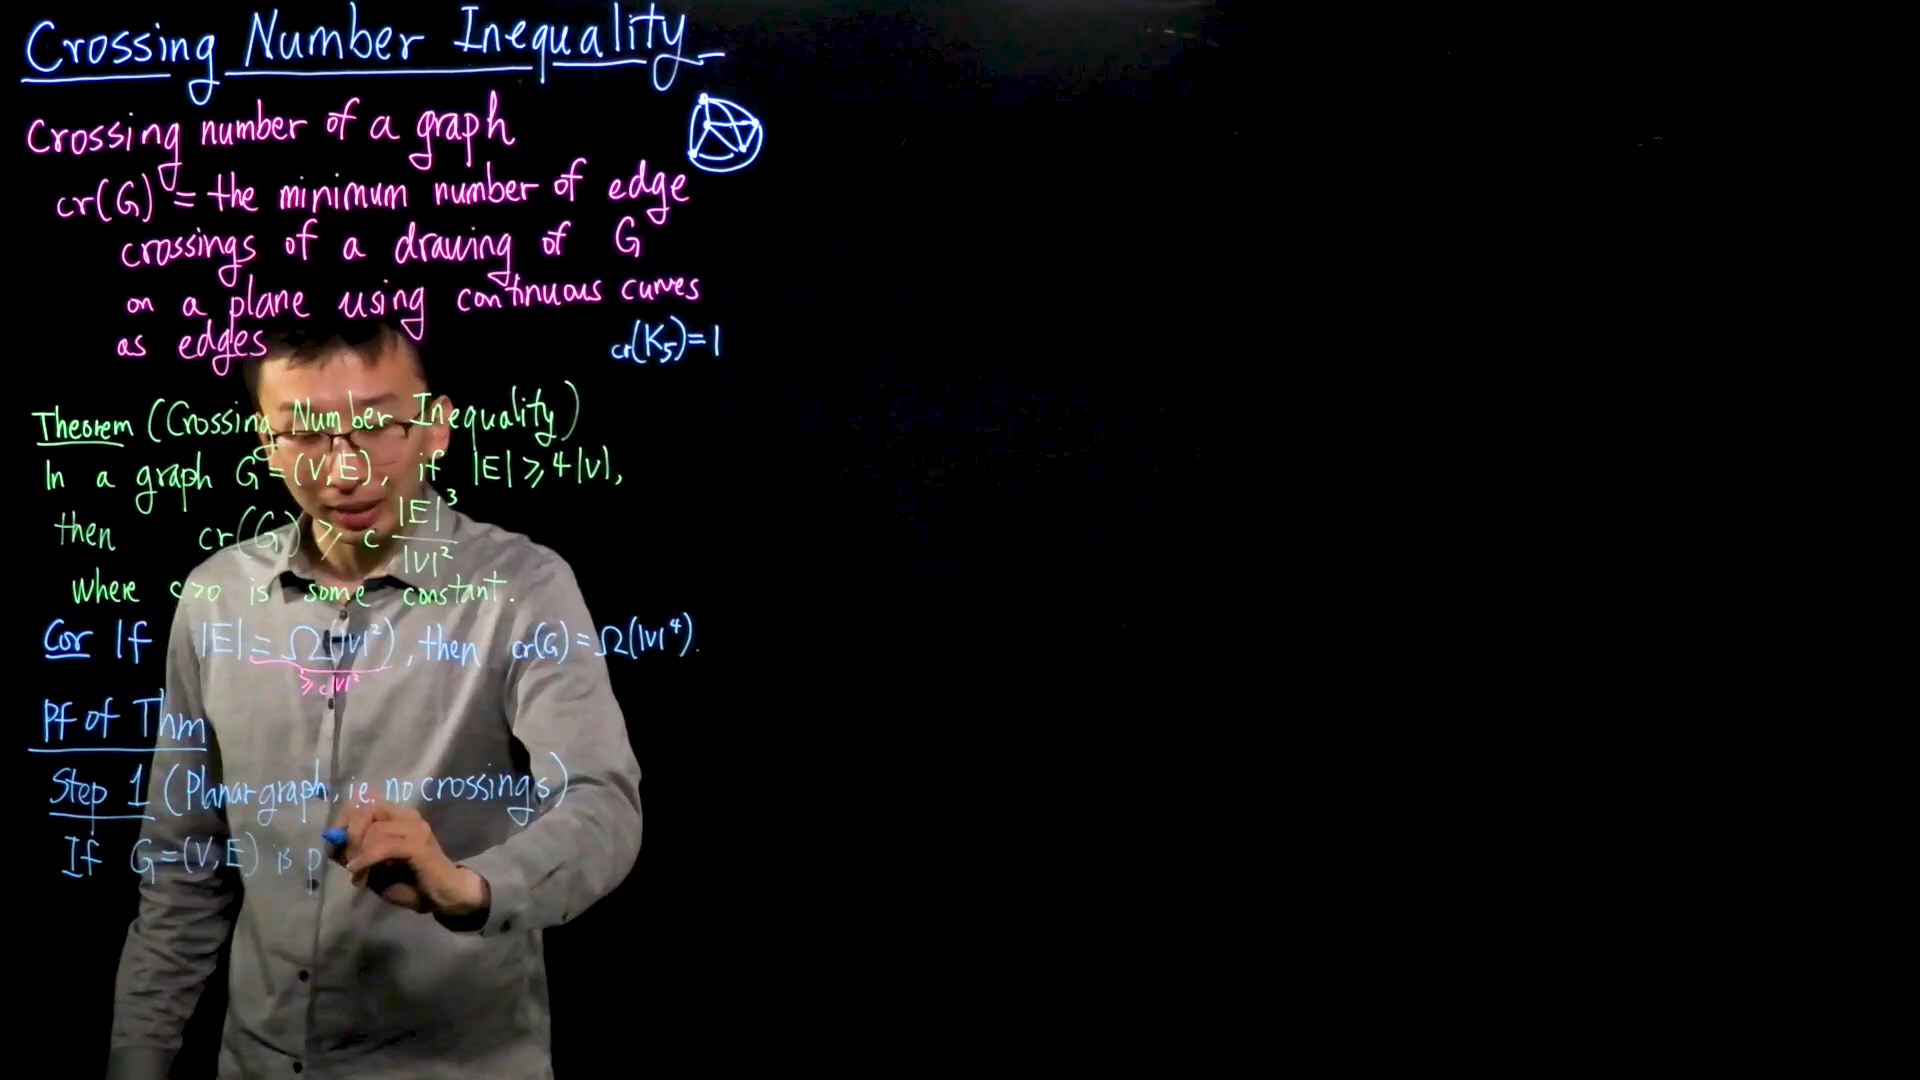 Crossing Number Inequality
Crossing number of a graph
cr(G) = the minimum number of edge
crossings of a drawing of G
on a plane using continuous curves
as edges
cr(K₅)=1
Theorem (Crossing Number Inequality)
In a graph G=(V,E), if |E| ⩾ 4|V|,
then cr(G) ⩾ c |E|³/|V|²
where c>0 is some constant.
Cor If |E| = Ω(|V|²), then cr(G) = Ω(|V|⁴).
⩾ c|V|²
Pf of Thm
Step 1 (Planar graph, i.e. no crossings)
If G=(V,E) is p